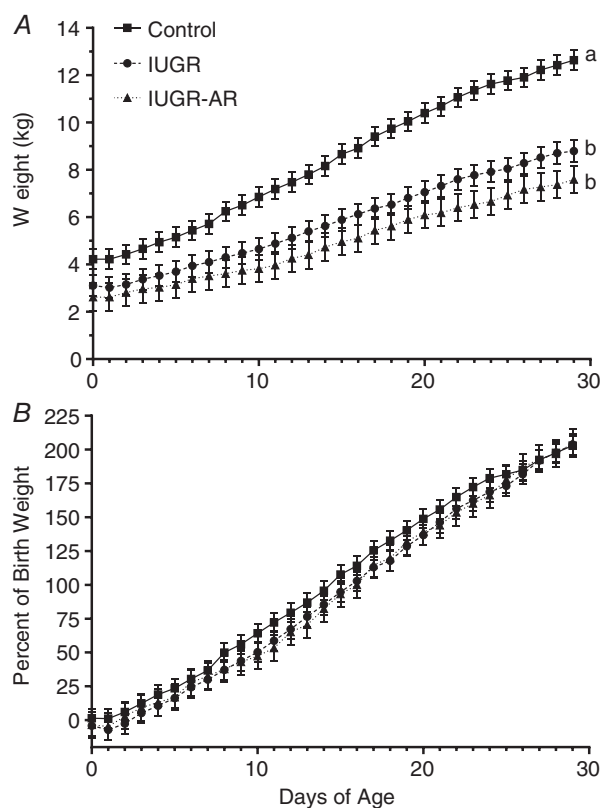 A
Control
IUGR
IUGR-AR
14
12
10
8
6
4
2
0
W eight (kg)
a
b
b
0 10 20 30
B
225
200
175
150
125
100
75
50
25
0
Percent of Birth Weight
0 10 20 30
Days of Age